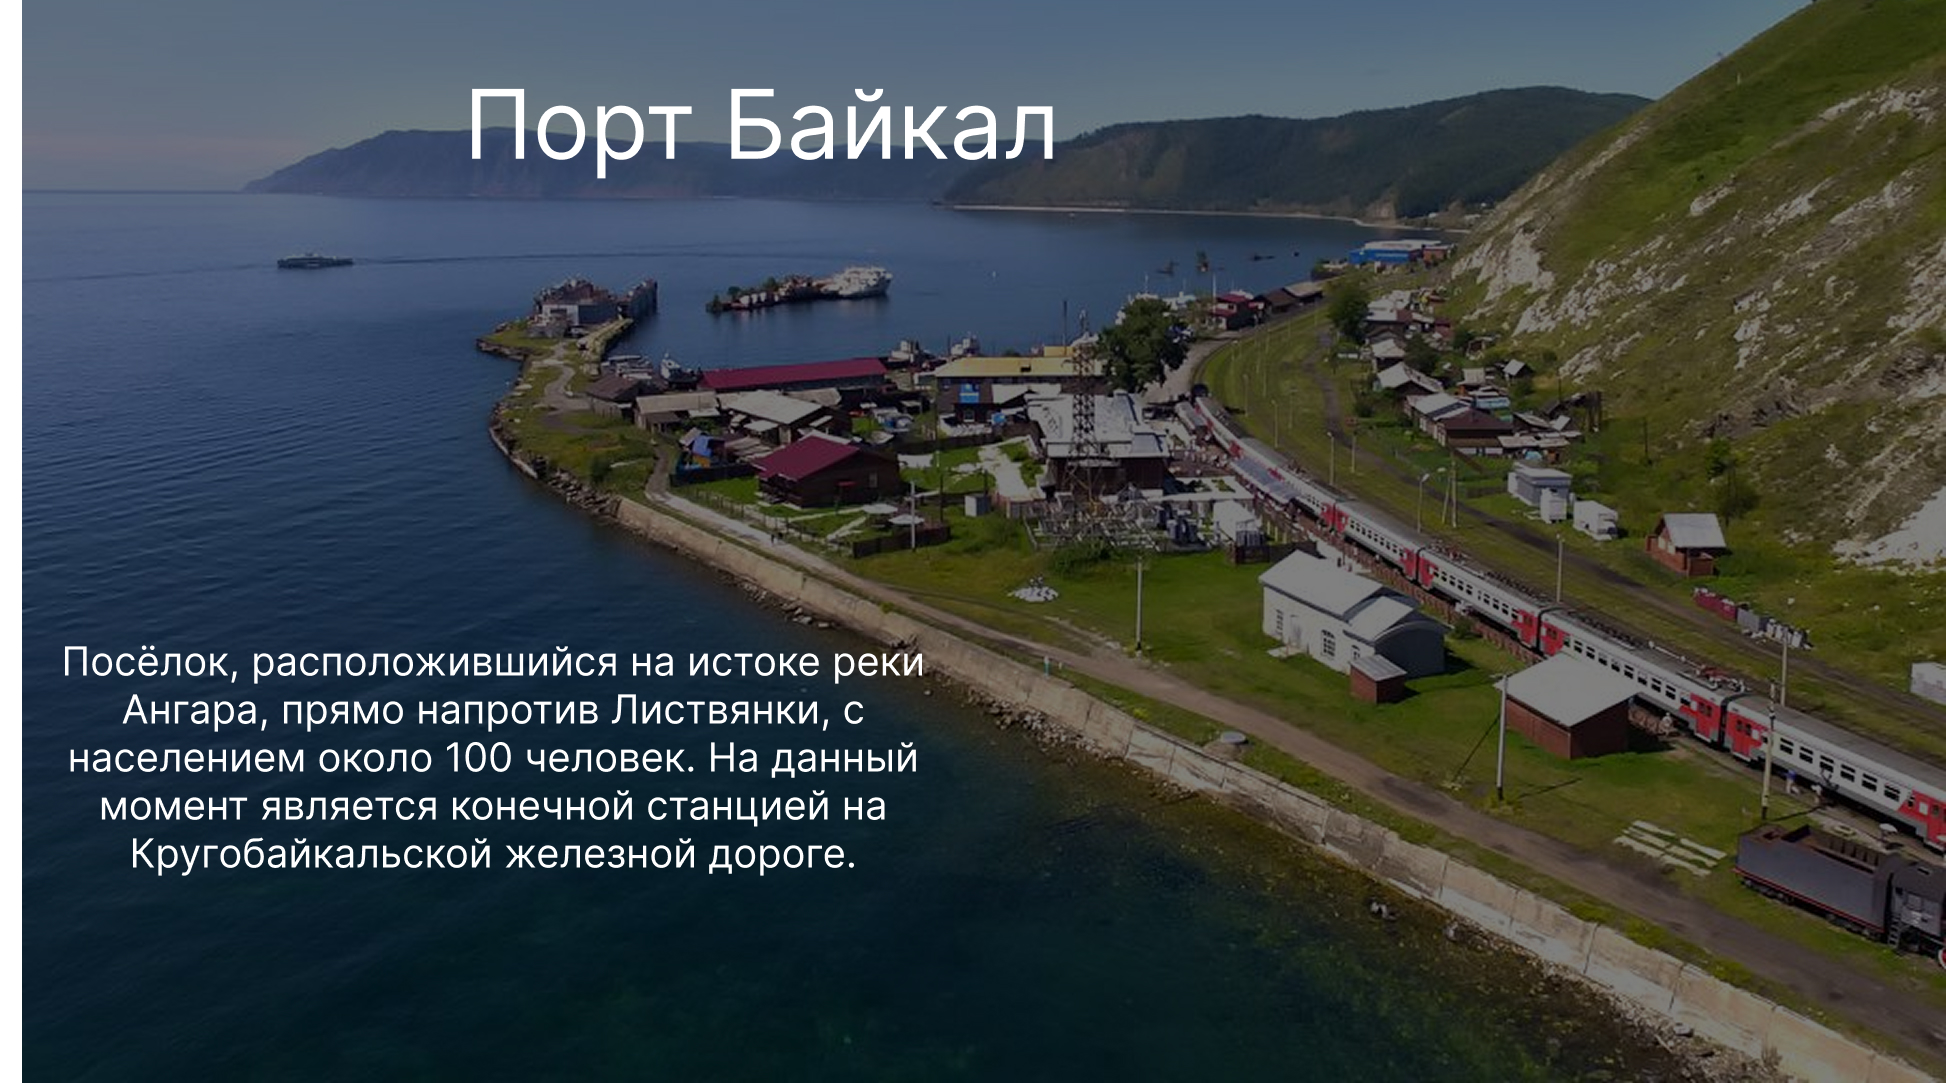 Порт Байкал
Посёлок, расположившийся на истоке реки
Ангара, прямо напротив Листвянки, с
населением около 100 человек. На данный
момент является конечной станцией на
Кругобайкальской железной дороге.